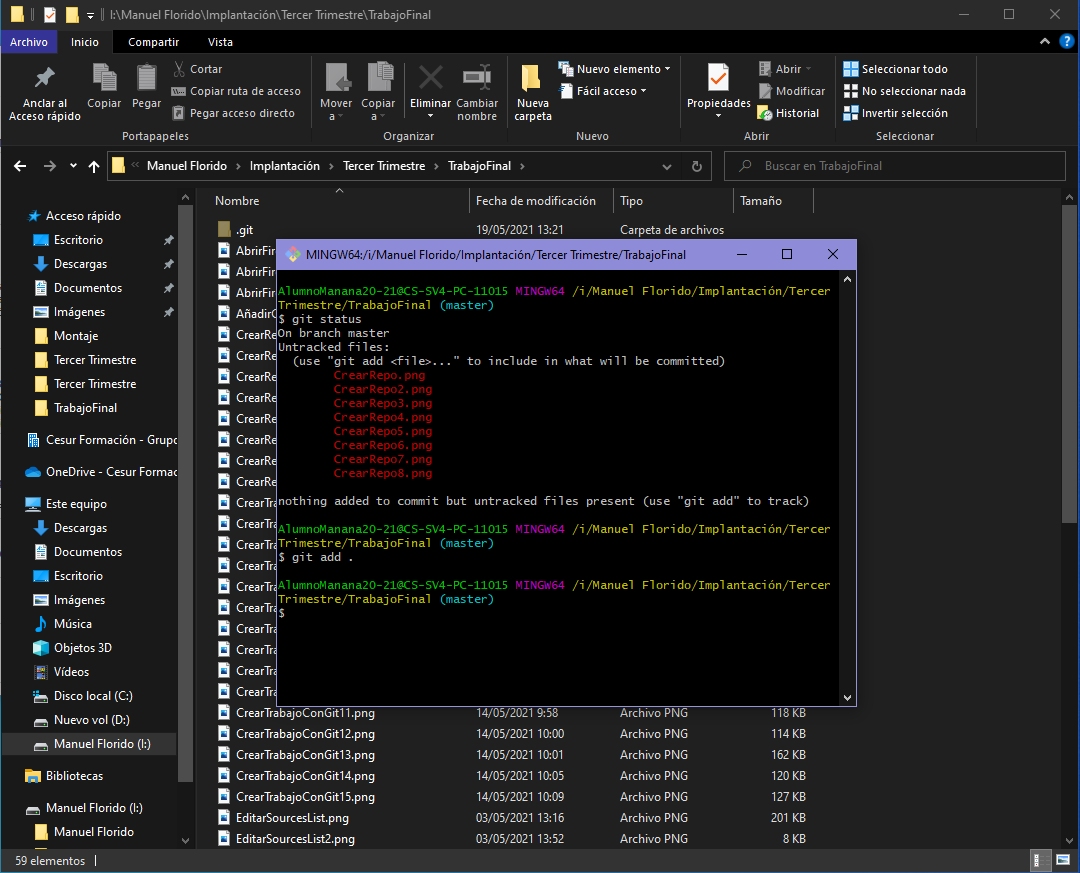 I:\Manuel Florido\Implantación\Tercer Trimestre\TrabajoFinal
Archivo Inicio Compartir Vista
Anclar al
Acceso rápido
Copiar
Pegar
Cortar
Copiar ruta de acceso
Pegar acceso directo
Portapapeles
Mover
a
Copiar
a
Eliminar
Cambiar
nombre
Organizar
Nueva
carpeta
Nuevo elemento
Fácil acceso
Nuevo
Propiedades
Abrir
Modificar
Historial
Abrir
Seleccionar todo
No seleccionar nada
Invertir selección
Seleccionar
« Manuel Florido > Implantación > Tercer Trimestre > TrabajoFinal >
Buscar en TrabajoFinal
Acceso rápido
Escritorio
Descargas
Documentos
Imágenes
Montaje
Tercer Trimestre
Tercer Trimestre
TrabajoFinal
Cesur Formación - Grupo
OneDrive - Cesur Formac
Este equipo
Descargas
Documentos
Escritorio
Imágenes
Música
Objetos 3D
Vídeos
Disco local (C:)
Nuevo vol (D:)
Manuel Florido (I:)
Bibliotecas
Manuel Florido (I:)
Manuel Florido
Nombre Fecha de modificación Tipo Tamaño
.git 19/05/2021 13:21 Carpeta de archivos
AbrirFir
AbrirFir
AbrirFir
AñadirC
CrearRe
CrearRe
CrearRe
CrearRe
CrearRe
CrearRe
CrearRe
CrearRe
CrearTra
CrearTra
CrearTra
CrearTra
CrearTra
CrearTra
CrearTra
CrearTra
CrearTra
CrearTra
MINGW64:/i/Manuel Florido/Implantación/Tercer Trimestre/TrabajoFinal
AlumnoManana20-21@CS-SV4-PC-11015 MINGW64 /i/Manuel Florido/Implantación/Tercer
Trimestre/TrabajoFinal (master)
$ git status
On branch master
Untracked files:
(use "git add <file>..." to include in what will be committed)
CrearRepo.png
CrearRepo2.png
CrearRepo3.png
CrearRepo4.png
CrearRepo5.png
CrearRepo6.png
CrearRepo7.png
CrearRepo8.png
nothing added to commit but untracked files present (use "git add" to track)
AlumnoManana20-21@CS-SV4-PC-11015 MINGW64 /i/Manuel Florido/Implantación/Tercer
Trimestre/TrabajoFinal (master)
$ git add .
AlumnoManana20-21@CS-SV4-PC-11015 MINGW64 /i/Manuel Florido/Implantación/Tercer
Trimestre/TrabajoFinal (master)
$
CrearTrabajoConGit11.png 14/05/2021 9:58 Archivo PNG 118 KB
CrearTrabajoConGit12.png 14/05/2021 10:00 Archivo PNG 114 KB
CrearTrabajoConGit13.png 14/05/2021 10:01 Archivo PNG 162 KB
CrearTrabajoConGit14.png 14/05/2021 10:05 Archivo PNG 120 KB
CrearTrabajoConGit15.png 14/05/2021 10:09 Archivo PNG 127 KB
EditarSourcesList.png 03/05/2021 13:16 Archivo PNG 201 KB
EditarSourcesList2.png 03/05/2021 13:52 Archivo PNG 8 KB
59 elementos